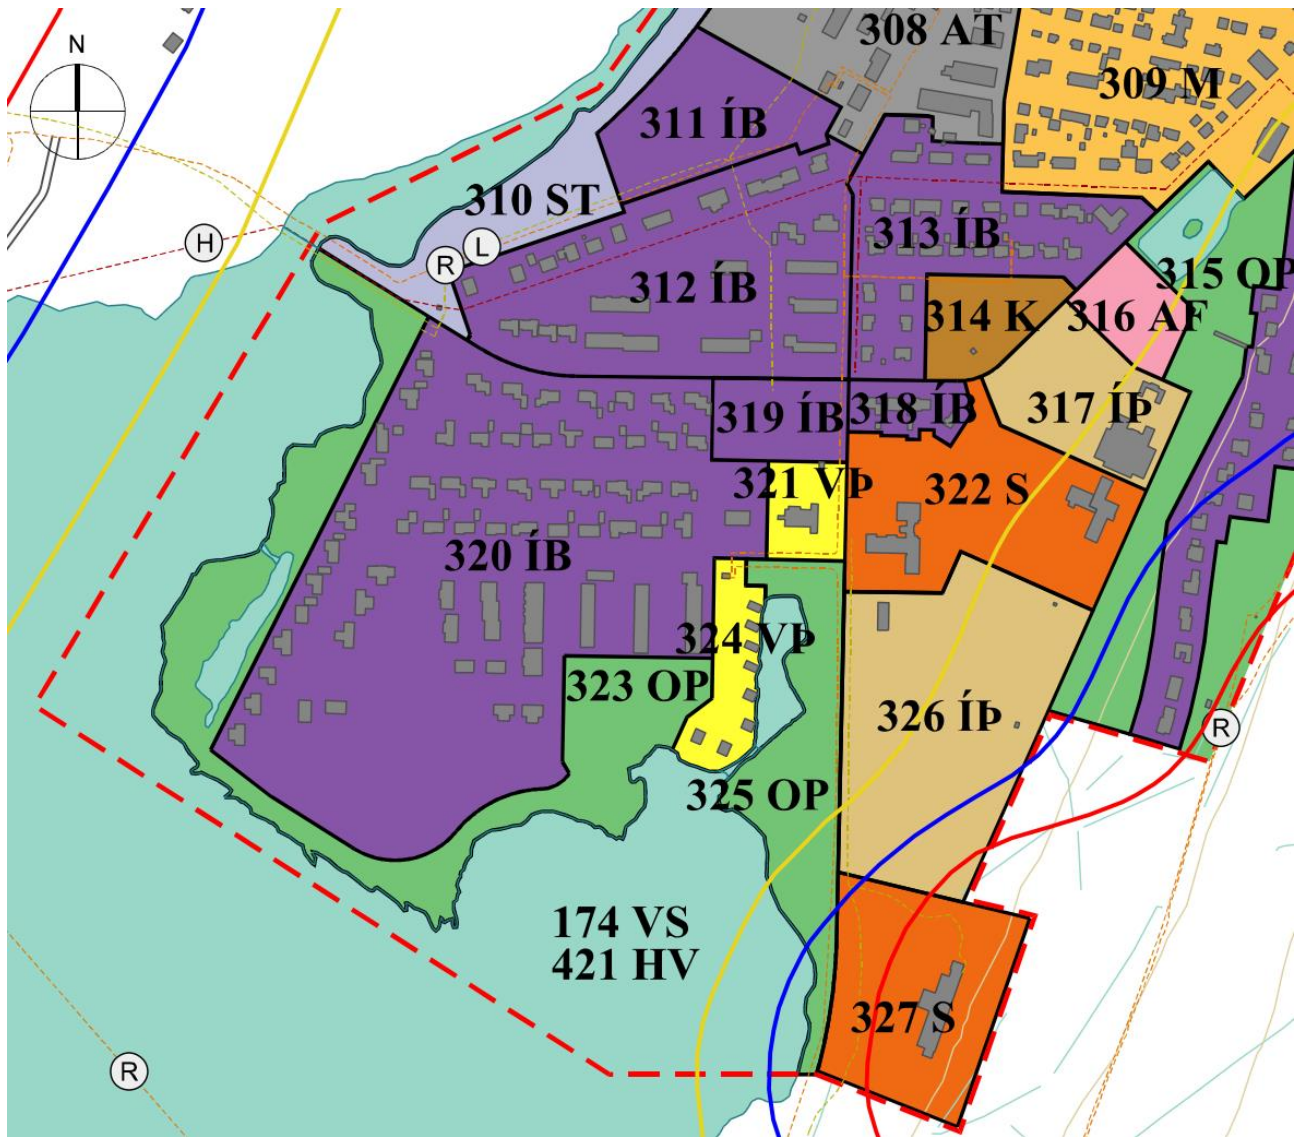 308 AT
N
309 M
311 ÍB
310 ST
313 ÍB
H
L
R
315 OP
312 ÍB
314 K
316 AF
317 ÍÞ
319 ÍB
318 ÍB
321 VÞ
322 S
320 ÍB
324 VÞ
323 OP
326 ÍÞ
R
325 OP
174 VS
421 HV
327 S
R